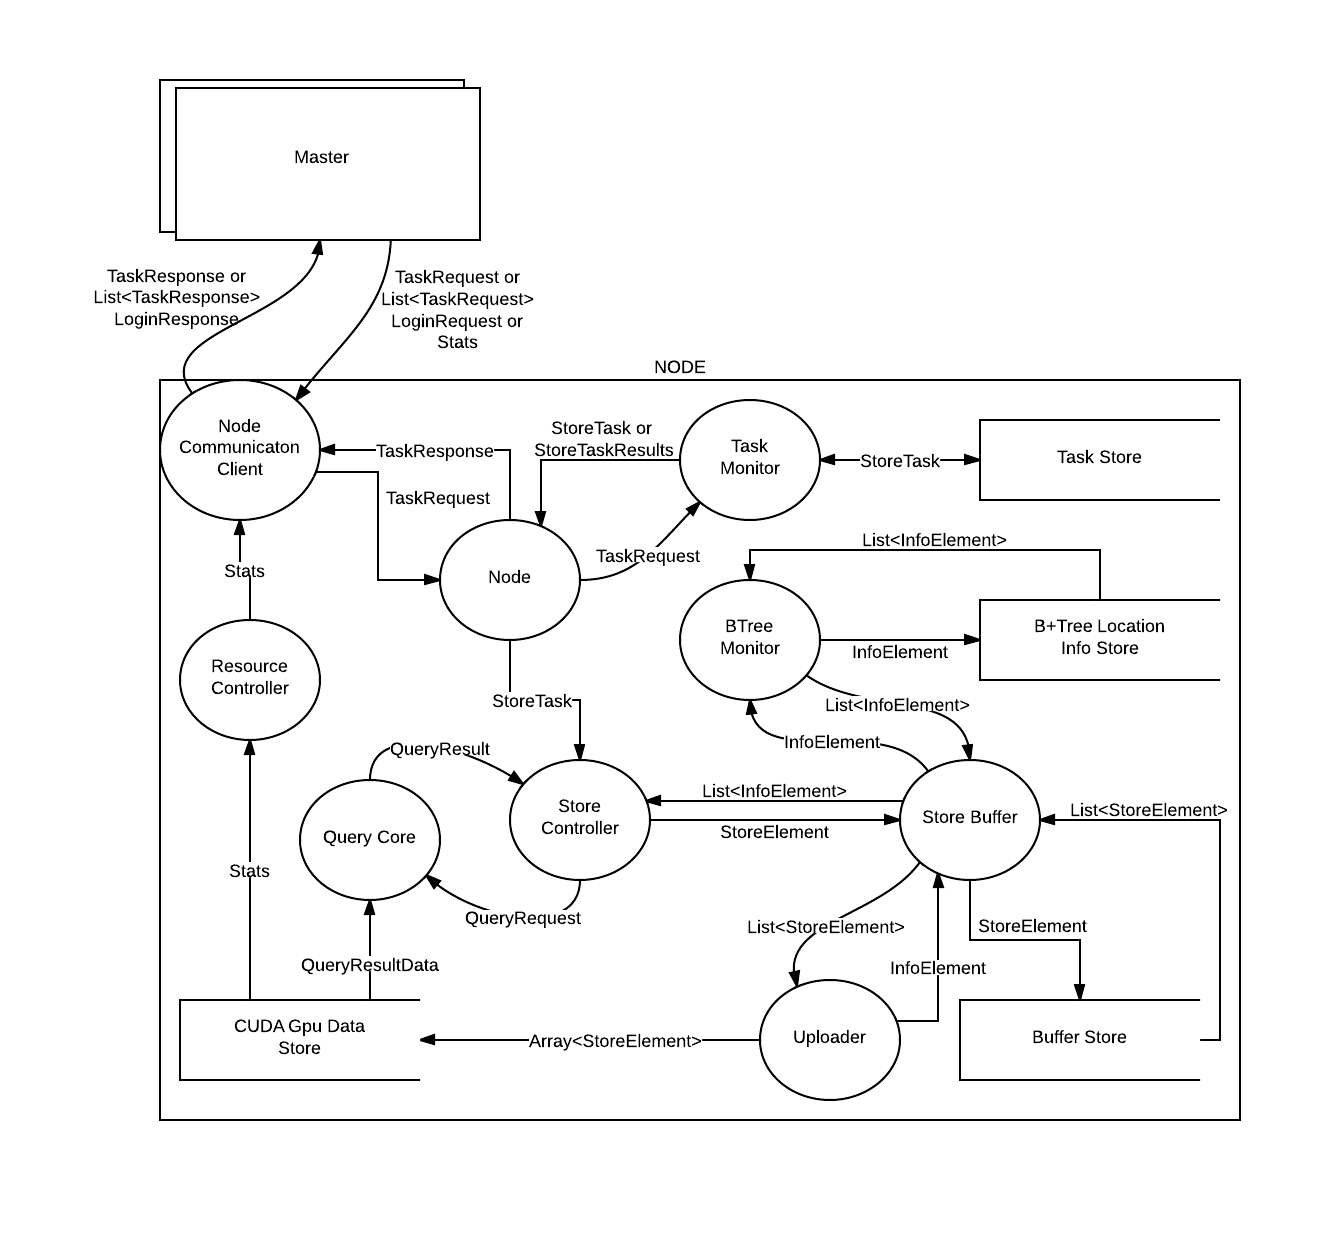 Master
TaskResponse or
List<TaskResponse>
LoginResponse
TaskRequest or
List<TaskRequest>
LoginRequest or
Stats
NODE
Node
Communicaton
Client
TaskResponse
TaskRequest
StoreTask or
StoreTaskResults
Task
Monitor
StoreTask
Task Store
TaskRequest
Node
List<InfoElement>
Stats
BTree
Monitor
InfoElement
B+Tree Location
Info Store
Resource
Controller
StoreTask
List<InfoElement>
InfoElement
QueryResult
List<InfoElement>
Store
Controller
StoreElement
Store Buffer
List<StoreElement>
Query Core
Stats
QueryRequest
List<StoreElement>
StoreElement
QueryResultData
InfoElement
CUDA Gpu Data
Store
Array<StoreElement>
Uploader
Buffer Store